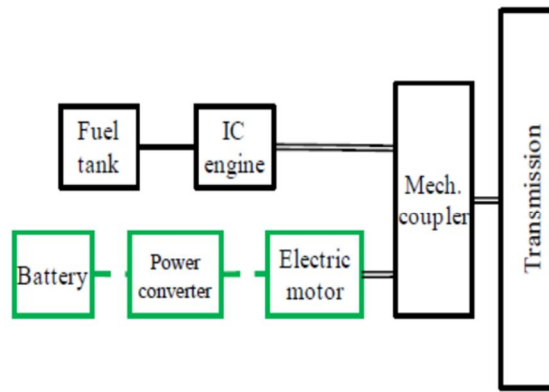 Fuel
tank
IC
engine
Mech.
coupler
Transmission
Battery
Power
converter
Electric
motor